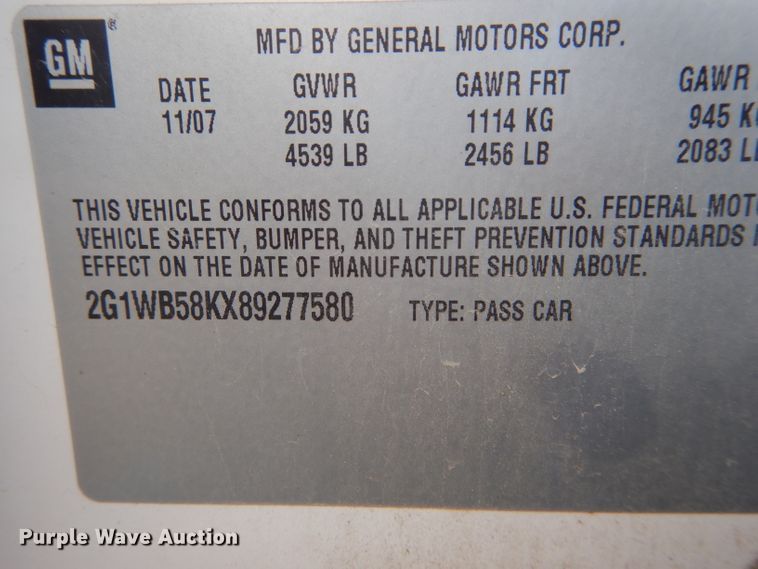 GM ®
MFD BY GENERAL MOTORS CORP.
DATE GVWR GAWR FRT GAWR
11/07 2059 KG 1114 KG 945
4539 LB 2456 LB 2083
THIS VEHICLE CONFORMS TO ALL APPLICABLE U.S. FEDERAL
VEHICLE SAFETY, BUMPER, AND THEFT PREVENTION STANDARDS
EFFECT ON THE DATE OF MANUFACTURE SHOWN ABOVE.
2G1WB58KX89277580 TYPE: PASS CAR
Purple Wave Auction